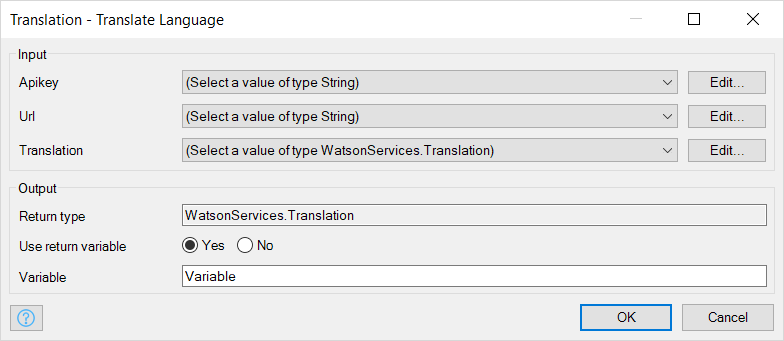 Translation - Translate Language
Input
Apikey (Select a value of type String) Edit...
Url (Select a value of type String) Edit...
Translation (Select a value of type WatsonServices.Translation) Edit...
Output
Return type WatsonServices.Translation
Use return variable Yes No
Variable Variable
? OK Cancel